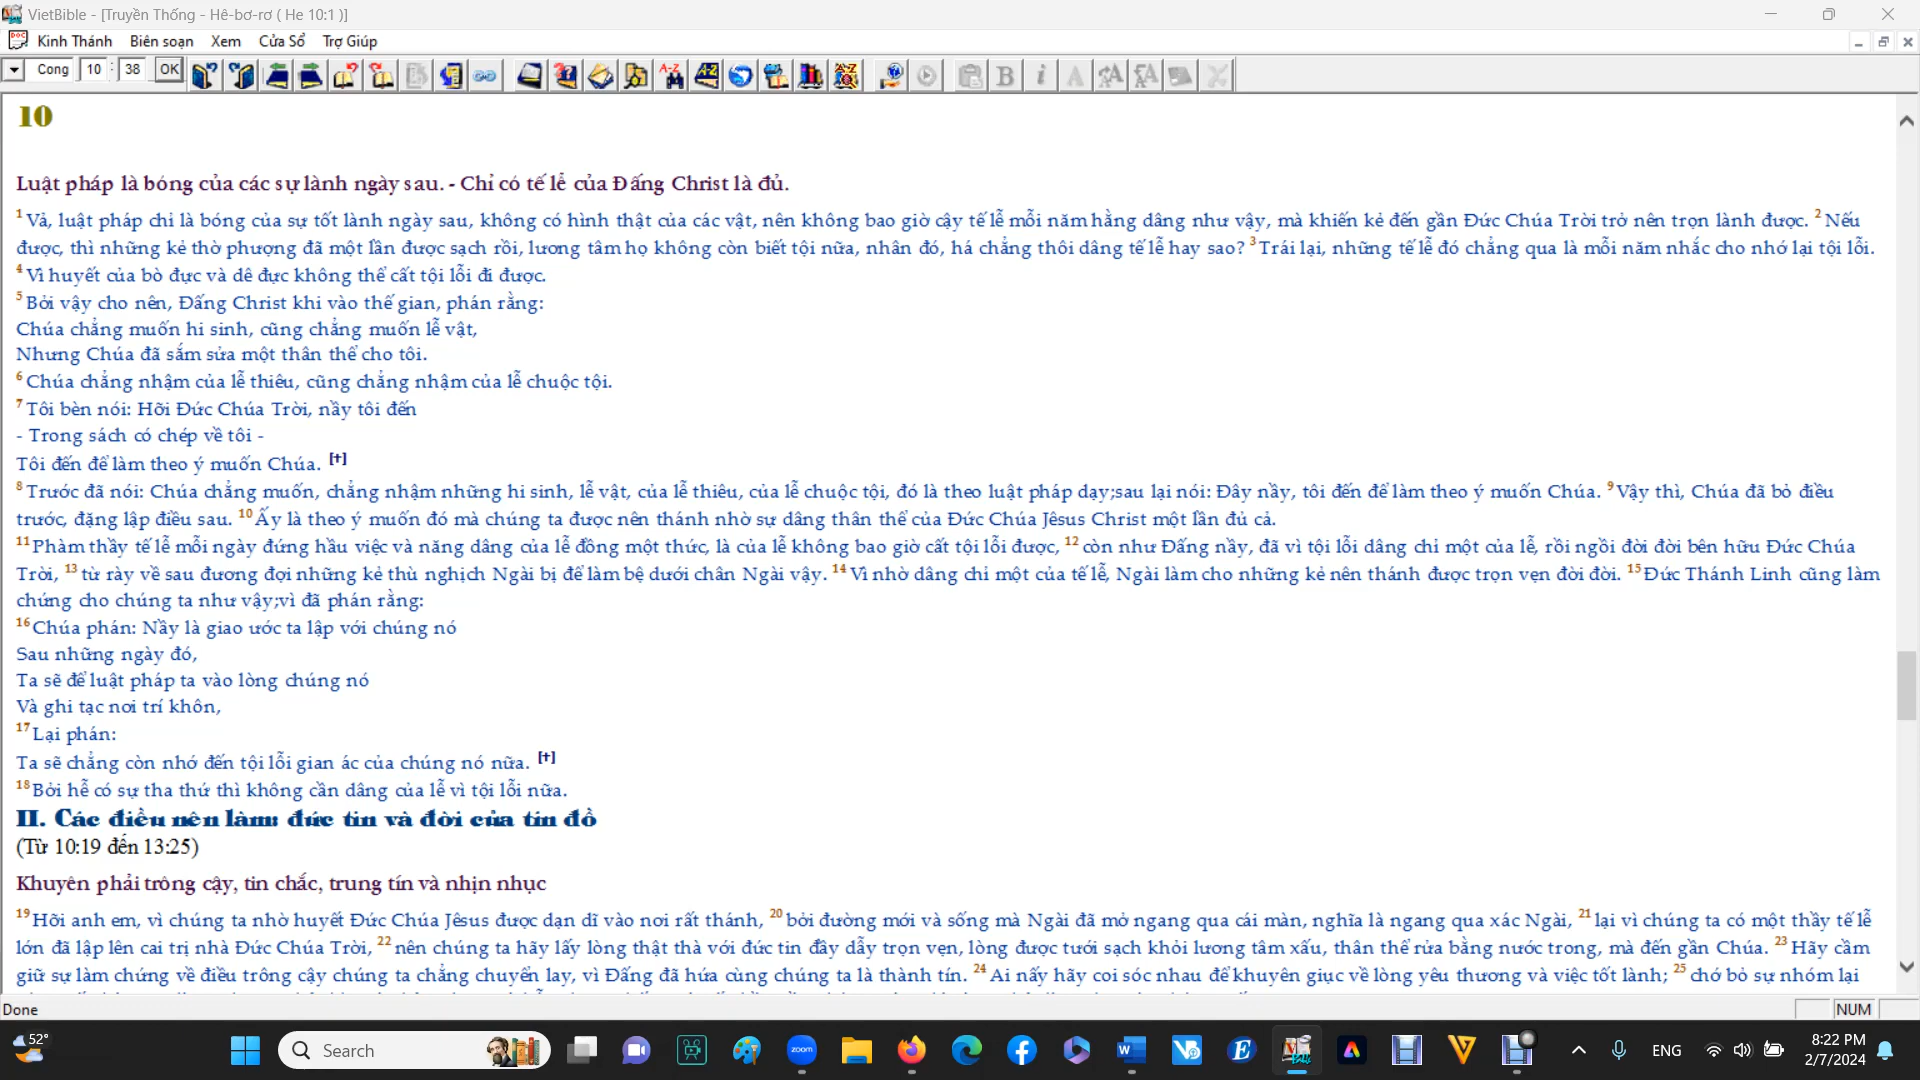 VietBible - [Truyền Thống - Hê-bơ-rơ ( He 10:1 )]
Kinh Thánh Biên soạn Xem Cửa Sổ Trợ Giúp
Cong 10 : 38 OK
10
Luật pháp là bóng của các sự lành ngày sau. - Chỉ có tế lễ của Đấng Christ là đủ.
1 Vả, luật pháp chỉ là bóng của sự tốt lành ngày sau, không có hình thật của các vật, nên không bao giờ cậy tế lễ mỗi năm hằng dâng như vậy, mà khiến kẻ đến gần Đức Chúa Trời trở nên trọn lành được. 2 Nếu
được, thì những kẻ thờ phượng đã một lần được sạch rồi, lương tâm họ không còn biết tội nữa, nhân đó, há chẳng thôi dâng tế lễ hay sao? 3 Trái lại, những tế lễ đó chẳng qua là mỗi năm nhắc cho nhớ lại tội lỗi.
4 Vì huyết của bò đực và dê đực không thể cất tội lỗi đi được.
5 Bởi vậy cho nên, Đấng Christ khi vào thế gian, phán rằng:
Chúa chẳng muốn hi sinh, cũng chẳng muốn lễ vật,
Nhưng Chúa đã sắm sửa một thân thể cho tôi.
6 Chúa chẳng nhậm của lễ thiêu, cũng chẳng nhậm của lễ chuộc tội.
7 Tôi bèn nói: Hỡi Đức Chúa Trời, nầy tôi đến
- Trong sách có chép về tôi -
Tôi đến để làm theo ý muốn Chúa. [†]
8 Trước đã nói: Chúa chẳng muốn, chẳng nhậm những hi sinh, lễ vật, của lễ thiêu, của lễ chuộc tội, đó là theo luật pháp dạy;sau lại nói: Đây nầy, tôi đến để làm theo ý muốn Chúa. 9 Vậy thì, Chúa đã bỏ điều
trước, đặng lập điều sau. 10 Ấy là theo ý muốn đó mà chúng ta được nên thánh nhờ sự dâng thân thể của Đức Chúa Jêsus Christ một lần đủ cả.
11 Phàm thầy tế lễ mỗi ngày đứng hầu việc và năng dâng của lễ đồng một thức, là của lễ không bao giờ cất tội lỗi được, 12 còn như Đấng nầy, đã vì tội lỗi dâng chỉ một của lễ, rồi ngồi đời đời bên hữu Đức Chúa
Trời, 13 từ rày về sau đương đợi những kẻ thù nghịch Ngài bị để làm bệ dưới chân Ngài vậy. 14 Vì nhờ dâng chỉ một của tế lễ, Ngài làm cho những kẻ nên thánh được trọn vẹn đời đời. 15 Đức Thánh Linh cũng làm
chứng cho chúng ta như vậy;vì đã phán rằng:
16 Chúa phán: Nầy là giao ước ta lập với chúng nó
Sau những ngày đó,
Ta sẽ để luật pháp ta vào lòng chúng nó
Và ghi tạc nơi trí khôn,
17 Lại phán:
Ta sẽ chẳng còn nhớ đến tội lỗi gian ác của chúng nó nữa. [†]
18 Bởi hễ có sự tha thứ thì không cần dâng của lễ vì tội lỗi nữa.
II. Các điều nên làm: đức tin và đời của tín đồ
(Từ 10:19 đến 13:25)
Khuyên phải trông cậy, tin chắc, trung tín và nhịn nhục
19 Hỡi anh em, vì chúng ta nhờ huyết Đức Chúa Jêsus được dạn dĩ vào nơi rất thánh, 20 bởi đường mới và sống mà Ngài đã mở ngang qua cái màn, nghĩa là ngang qua xác Ngài, 21 lại vì chúng ta có một thầy tế lễ
lớn đã lập lên cai trị nhà Đức Chúa Trời, 22 nên chúng ta hãy lấy lòng thật thà với đức tin đầy dẫy trọn vẹn, lòng được tưới sạch khỏi lương tâm xấu, thân thể rửa bằng nước trong, mà đến gần Chúa. 23 Hãy cầm
giữ sự làm chứng về điều trông cậy chúng ta chẳng chuyển lay, vì Đấng đã hứa cùng chúng ta là thành tín. 24 Ai nấy hãy coi sóc nhau để khuyên giục về lòng yêu thương và việc tốt lành; 25 chớ bỏ sự nhóm lại
Done NUM
52° Search zoom ENG 8:22 PM
2/7/2024